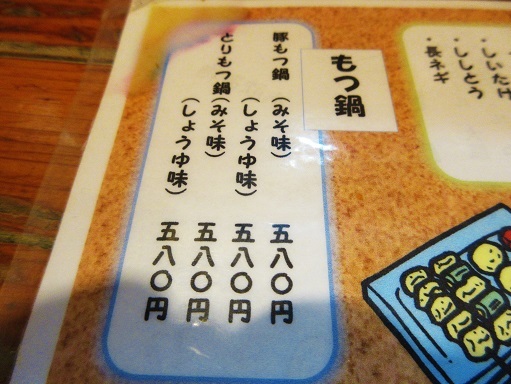 ・しいたけ
・ししとう
・長ネギ
もつ鍋
豚もつ鍋（みそ味）五八〇円
（しょうゆ味）五八〇円
とりもつ鍋（みそ味）五八〇円
（しょうゆ味）五八〇円